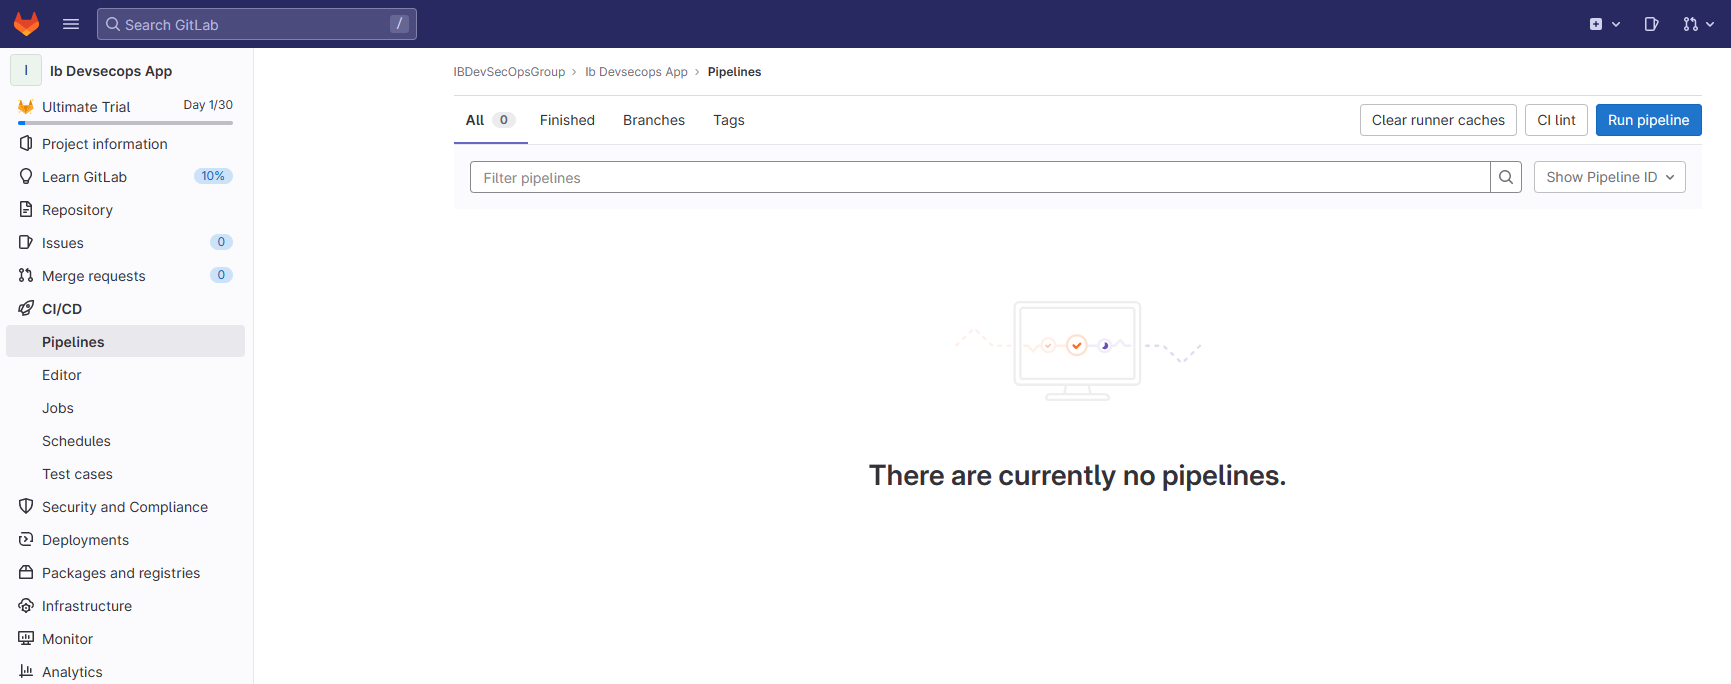 Search GitLab /
I Ib Devsecops App
Ultimate Trial Day 1/30
Project information
Learn GitLab 10%
Repository
Issues 0
Merge requests 0
CI/CD
Pipelines
Editor
Jobs
Schedules
Test cases
Security and Compliance
Deployments
Packages and registries
Infrastructure
Monitor
Analytics
IBDevSecOpsGroup › Ib Devsecops App › Pipelines
All 0 Finished Branches Tags Clear runner caches CI lint Run pipeline
Filter pipelines Show Pipeline ID
There are currently no pipelines.